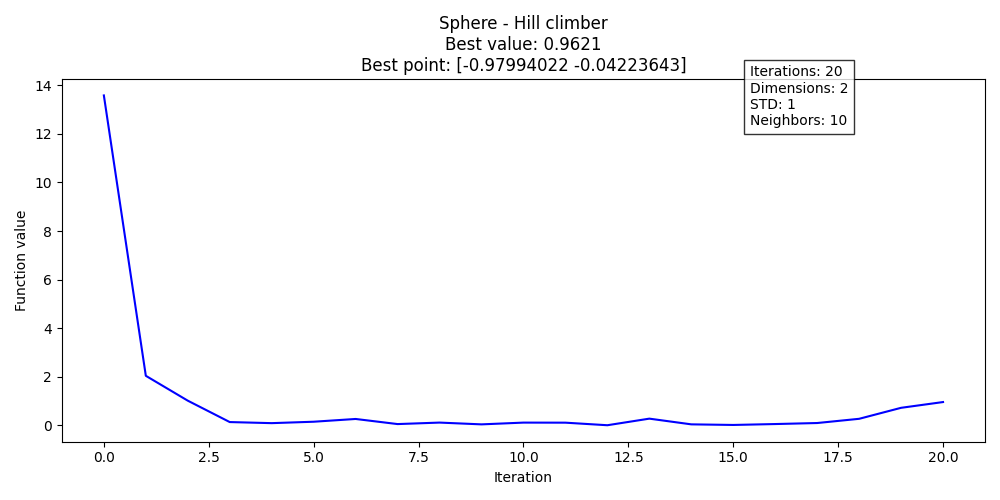 Sphere - Hill climber
Best value: 0.9621
Best point: [-0.97994022 -0.04223643]
Iterations: 20
Dimensions: 2
STD: 1
Neighbors: 10
14
12
10
8
6
4
2
0
Function value
0.0 2.5 5.0 7.5 10.0 12.5 15.0 17.5 20.0
Iteration